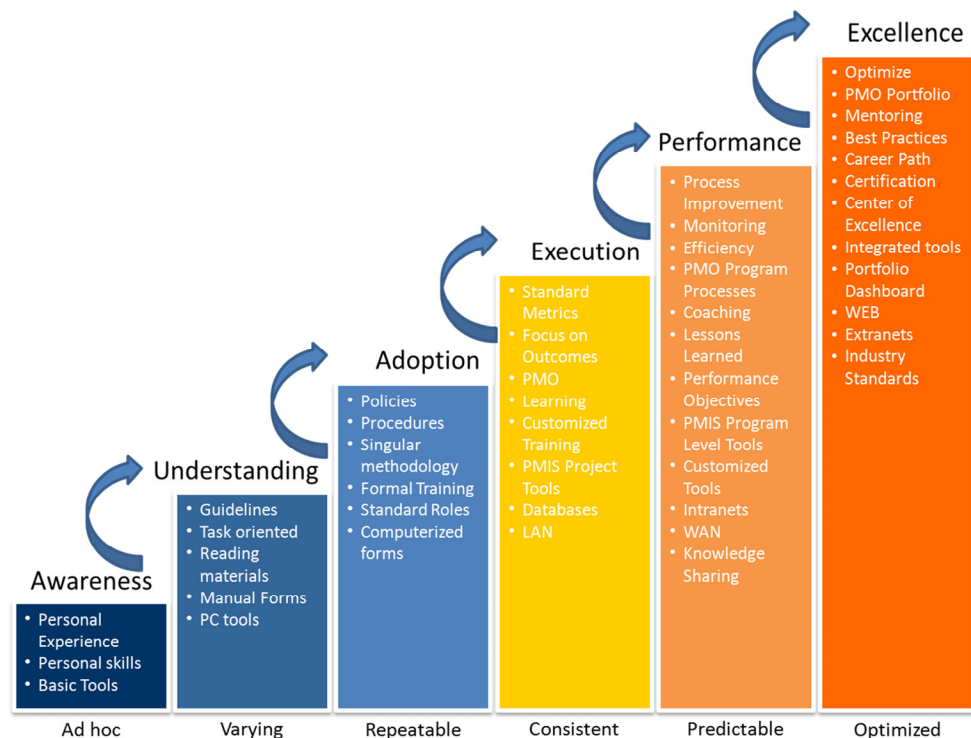 Awareness
• Personal
Experience
• Personal skills
• Basic Tools
Ad hoc
Understanding
• Guidelines
• Task oriented
• Reading
materials
• Manual Forms
• PC tools
Varying
Adoption
• Policies
• Procedures
• Singular
methodology
• Formal Training
• Standard Roles
• Computerized
forms
Repeatable
Execution
• Standard
Metrics
• Focus on
Outcomes
• PMO
• Learning
• Customized
Training
• PMIS Project
Tools
• Databases
• LAN
Consistent
Performance
• Process
Improvement
• Monitoring
• Efficiency
• PMO Program
Processes
• Coaching
• Lessons
Learned
• Performance
Objectives
• PMIS Program
Level Tools
• Customized
Tools
• Intranets
• WAN
• Knowledge
Sharing
Predictable
Excellence
• Optimize
• PMO Portfolio
• Mentoring
• Best Practices
• Career Path
• Certification
• Center of
Excellence
• Integrated tools
• Portfolio
Dashboard
• WEB
• Extranets
• Industry
Standards
Optimized